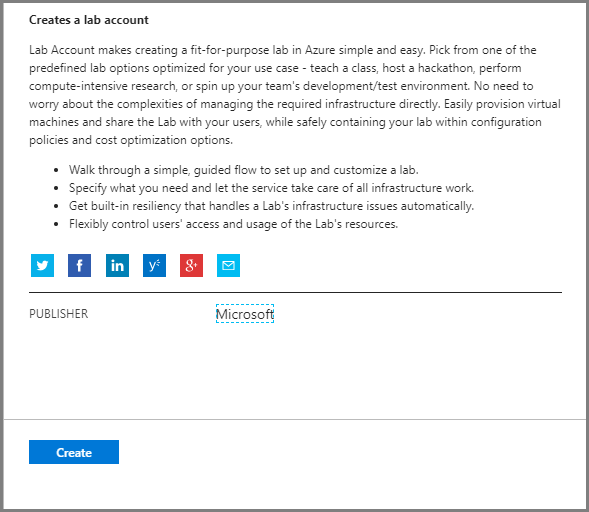 Creates a lab account
Lab Account makes creating a fit-for-purpose lab in Azure simple and easy. Pick from one of the
predefined lab options optimized for your use case - teach a class, host a hackathon, perform
compute-intensive research, or spin up your team's development/test environment. No need to
worry about the complexities of managing the required infrastructure directly. Easily provision virtual
machines and share the Lab with your users, while safely containing your lab within configuration
policies and cost optimization options.
• Walk through a simple, guided flow to set up and customize a lab.
• Specify what you need and let the service take care of all infrastructure work.
• Get built-in resiliency that handles a Lab's infrastructure issues automatically.
• Flexibly control users' access and usage of the Lab's resources.
f in y g+
PUBLISHER Microsoft
Create